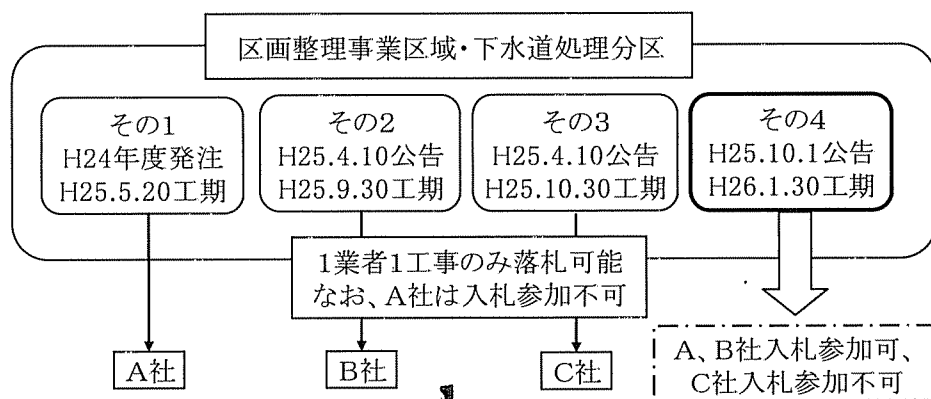 区画整理事業区域・下水道処理分区
その1
H24年度発注
H25.5.20工期
その2
H25.4.10公告
H25.9.30工期
その3
H25.4.10公告
H25.10.30工期
その4
H25.10.1公告
H26.1.30工期
1業者1工事のみ落札可能
なお、A社は入札参加不可
A社
B社
C社
A、B社入札参加可、
C社入札参加不可